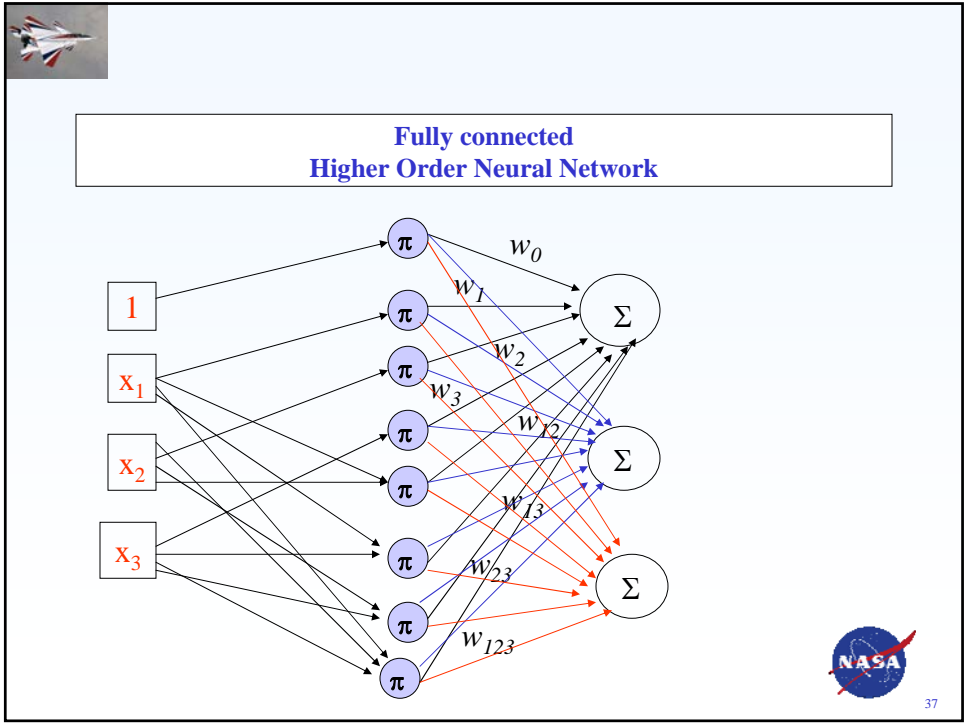 Fully connected
Higher Order Neural Network
π
w₀
1
π
w₁
Σ
x₁
π
w₂
w₃
π
w₁₂
x₂
π
Σ
w₁₃
x₃
π
w₂₃
Σ
π
w₁₂₃
π
NASA
37